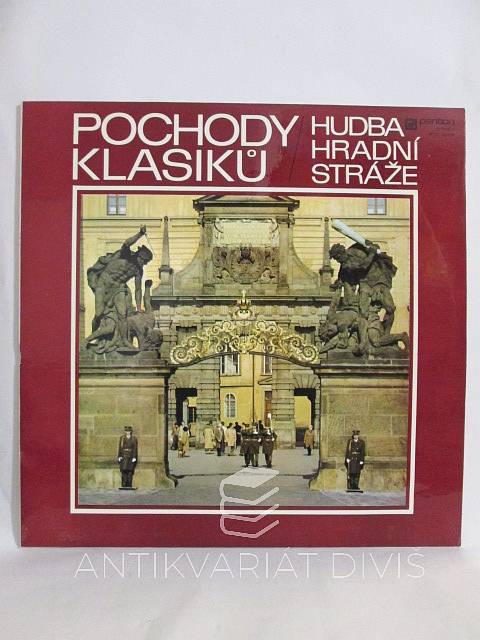 POCHODY
KLASIKŮ
HUDBA
HRADNÍ
STRÁŽE
panton
ANTIKVARIÁT DIVIŠ